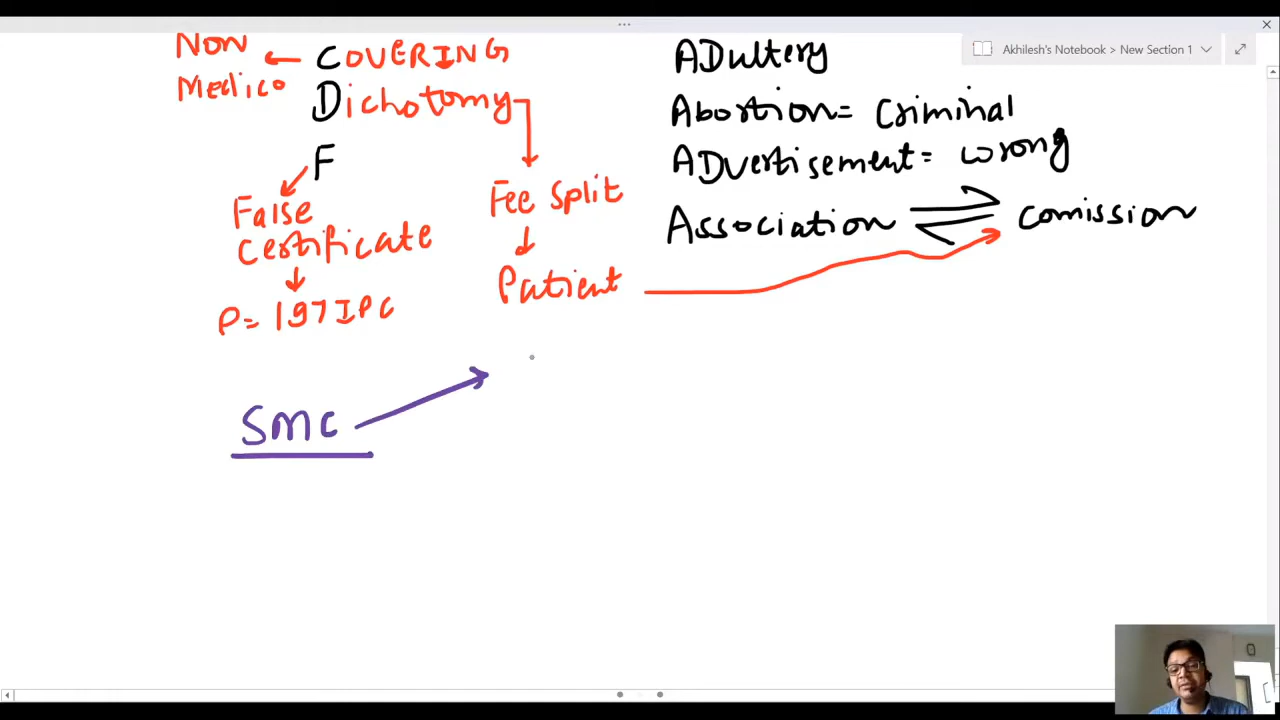 Akhilesh's Notebook > New Section 1
Non
Medico
COVERING
Dichotomy
F
False
Certificate
P= 197 IPC
Fee Split
Patient
ADultery
Abortion= Criminal
ADvertisement= wrong
Association
Comission
SMC